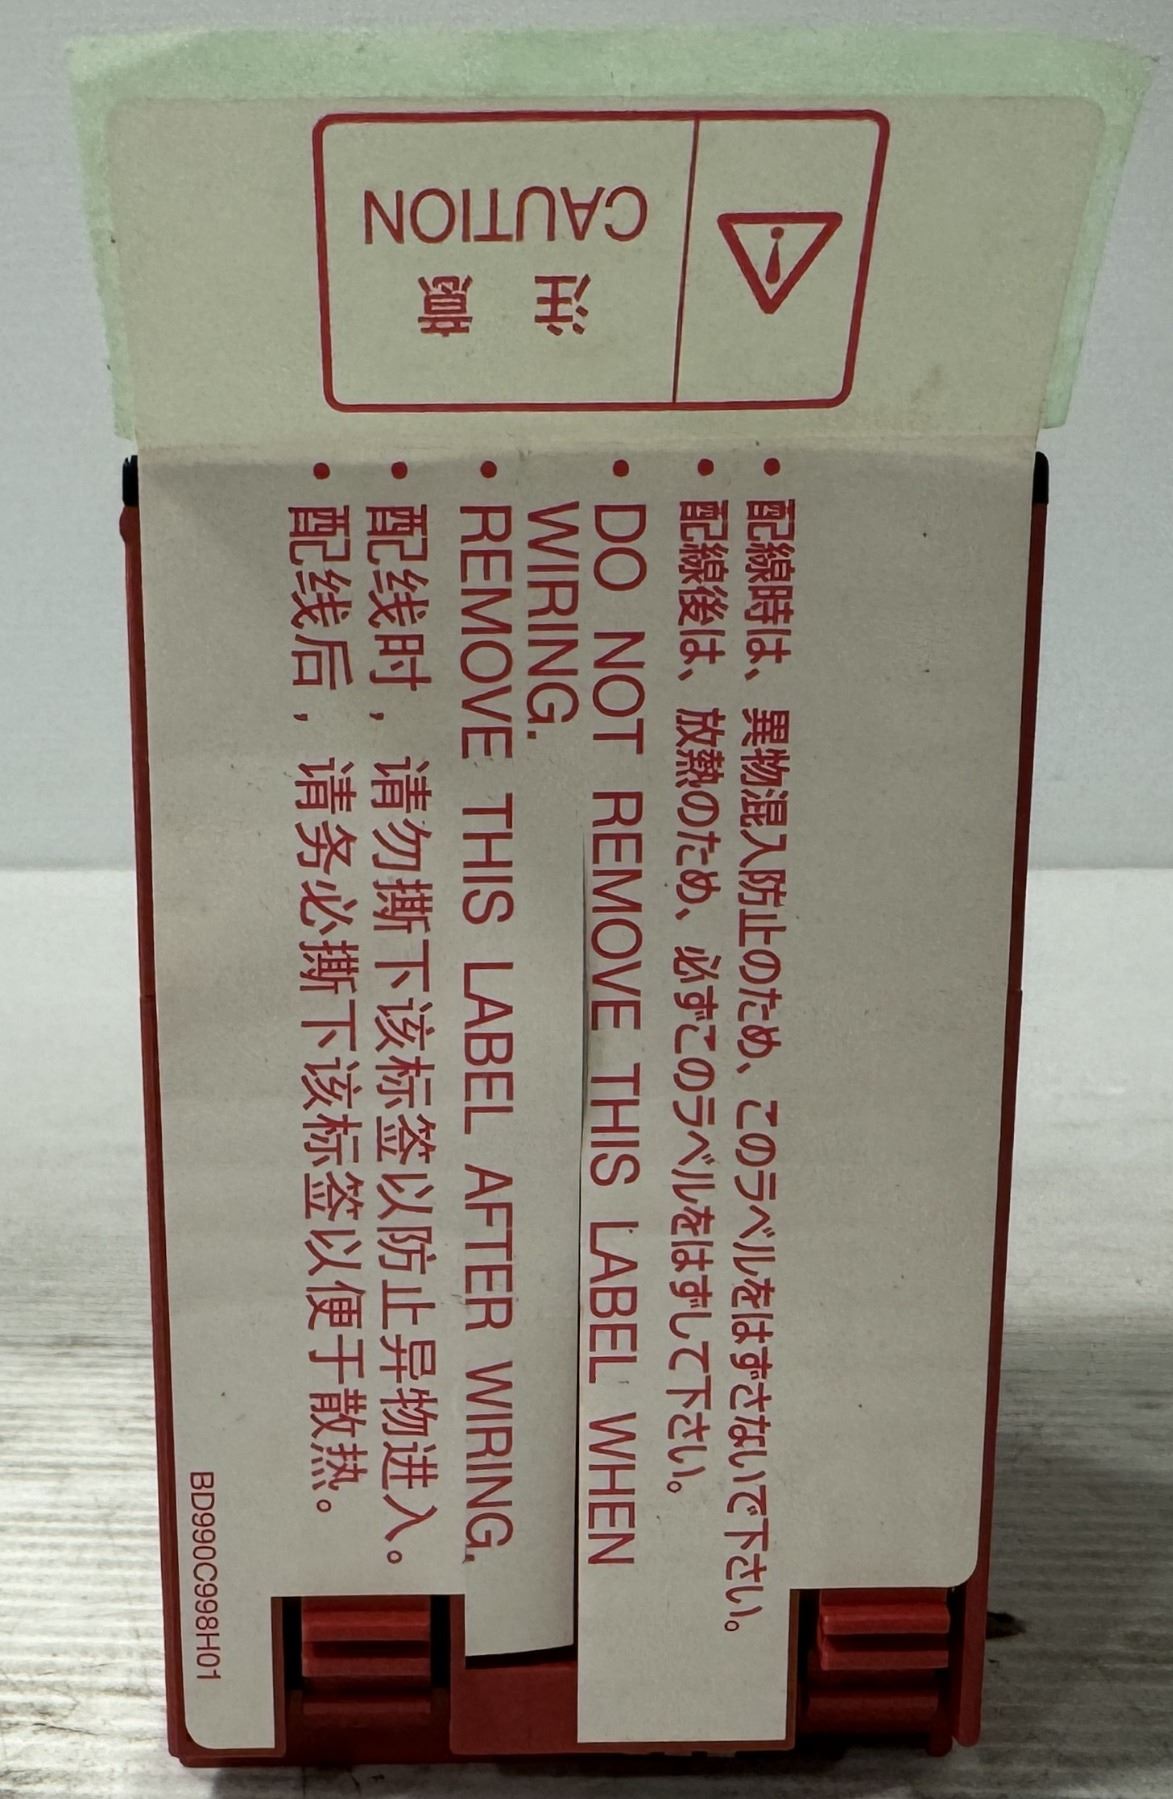 注 意
CAUTION
• 配線時は、異物混入防止のため、このラベルをはずさないで下さい。
• 配線後は、放熱のため、必ずこのラベルをはずして下さい。
• DO NOT REMOVE THIS LABEL WHEN
WIRING.
• REMOVE THIS LABEL AFTER WIRING.
• 配线时，请勿撕下该标签以防止异物进入。
• 配线后，请务必撕下该标签以便于散热。
BD990C998H01